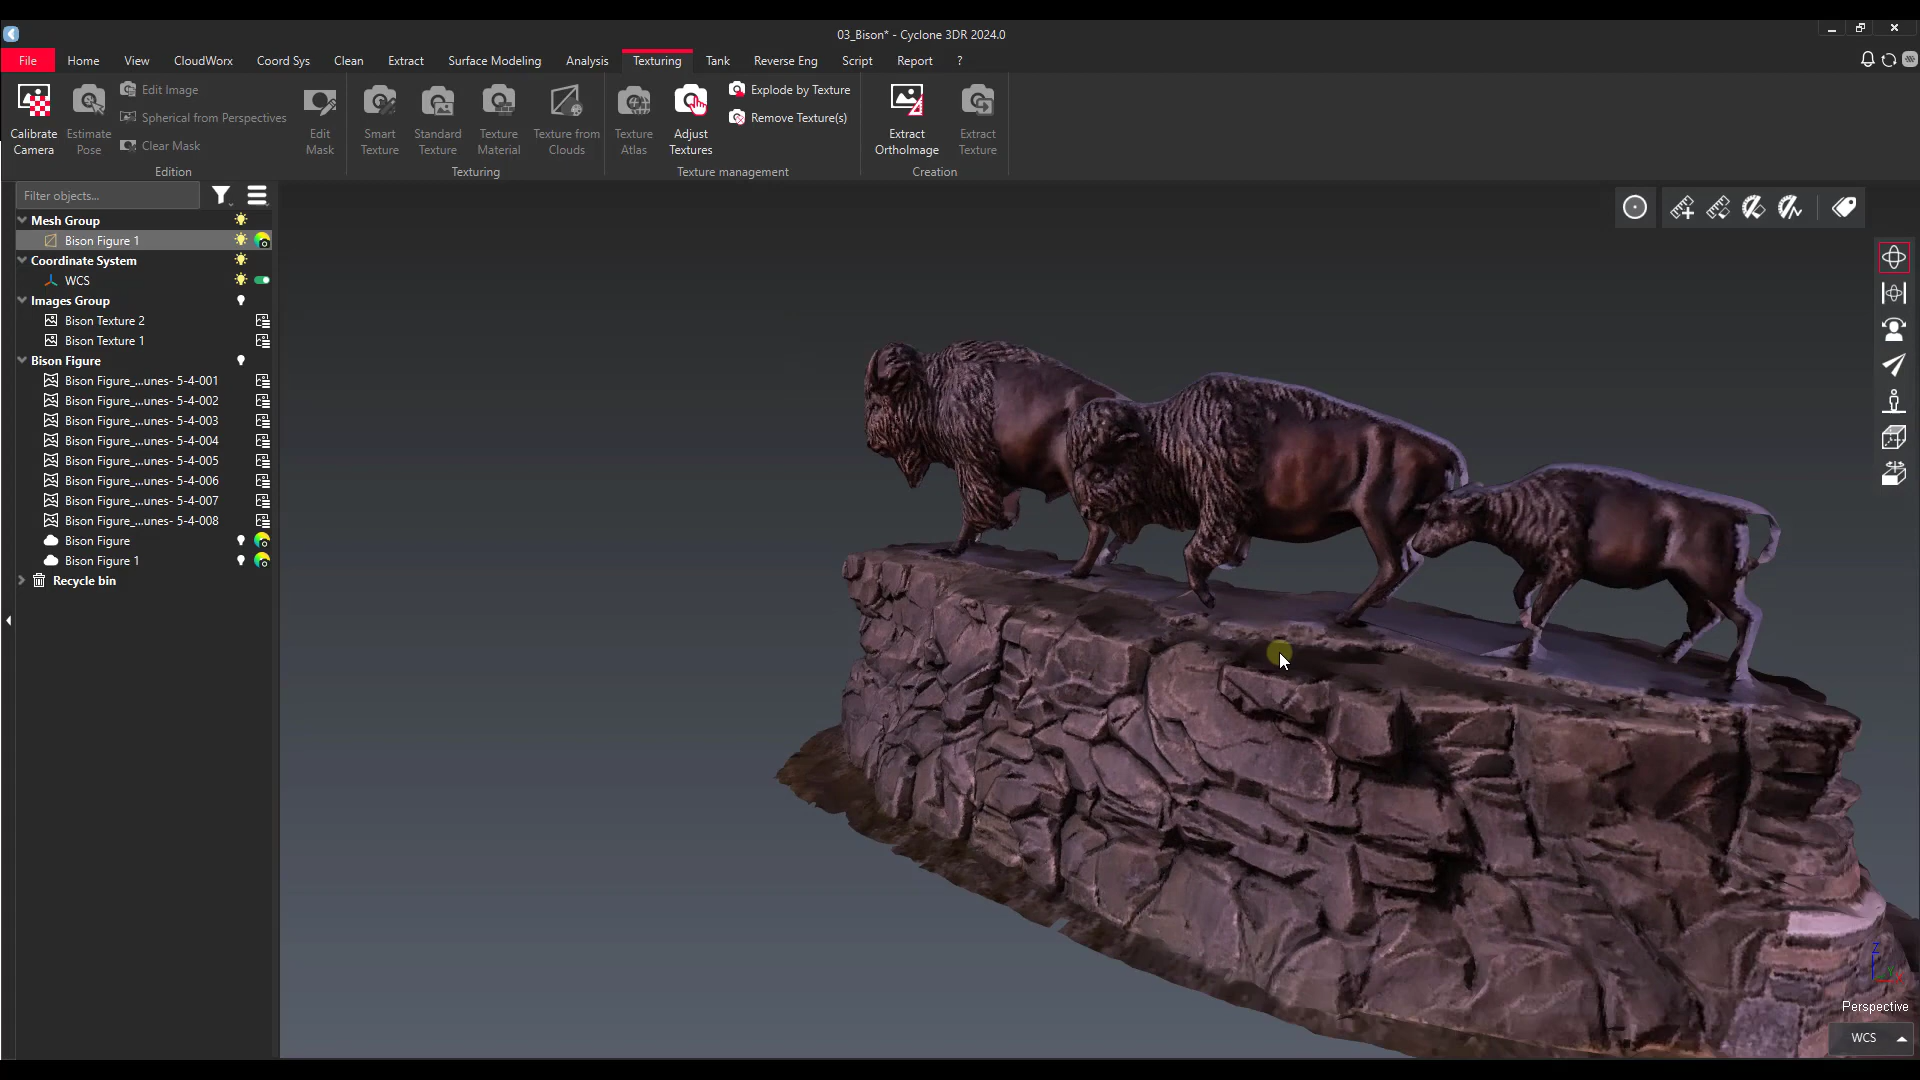 03_Bison* - Cyclone 3DR 2024.0
File Home View CloudWorx Coord Sys Clean Extract Surface Modeling Analysis Texturing Tank Reverse Eng Script Report ?
Calibrate Camera
Estimate Pose
Edit Image
Spherical from Perspectives
Clear Mask
Edit Mask
Edition
Smart Texture
Standard Texture
Texture Material
Texture from Clouds
Texturing
Texture Atlas
Adjust Textures
Explode by Texture
Remove Texture(s)
Texture management
Extract OrthoImage
Extract Texture
Creation
Filter objects...
Mesh Group
Bison Figure 1
Coordinate System
WCS
Images Group
Bison Texture 2
Bison Texture 1
Bison Figure
Bison Figure_...unes- 5-4-001
Bison Figure_...unes- 5-4-002
Bison Figure_...unes- 5-4-003
Bison Figure_...unes- 5-4-004
Bison Figure_...unes- 5-4-005
Bison Figure_...unes- 5-4-006
Bison Figure_...unes- 5-4-007
Bison Figure_...unes- 5-4-008
Bison Figure
Bison Figure 1
Recycle bin
Z
Perspective
WCS